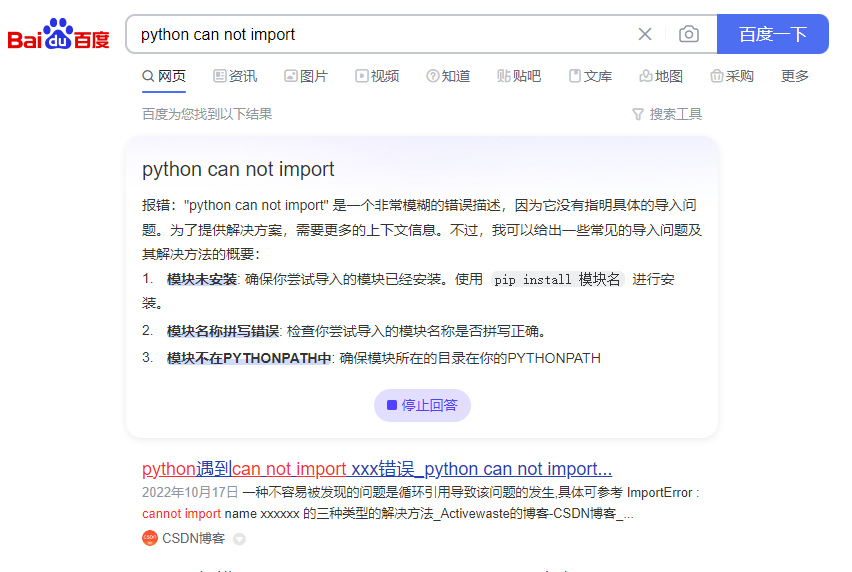 Bai du 百度
python can not import
百度一下
网页 资讯 图片 视频 知道 贴吧 文库 地图 采购 更多
百度为您找到以下结果 搜索工具
python can not import
报错："python can not import" 是一个非常模糊的错误描述，因为它没有指明具体的导入问
题。为了提供解决方案，需要更多的上下文信息。不过，我可以给出一些常见的导入问题及
其解决方法的概要：
1. 模块未安装: 确保你尝试导入的模块已经安装。使用 pip install 模块名 进行安
装。
2. 模块名称拼写错误: 检查你尝试导入的模块名称是否拼写正确。
3. 模块不在PYTHONPATH中: 确保模块所在的目录在你的PYTHONPATH
停止回答
python遇到can not import xxx错误_python can not import...
2022年10月17日 一种不容易被发现的问题是循环引用导致该问题的发生,具体可参考 ImportError :
cannot import name xxxxxx 的三种类型的解决方法_Activewaste的博客-CSDN博客_...
CSDN博客